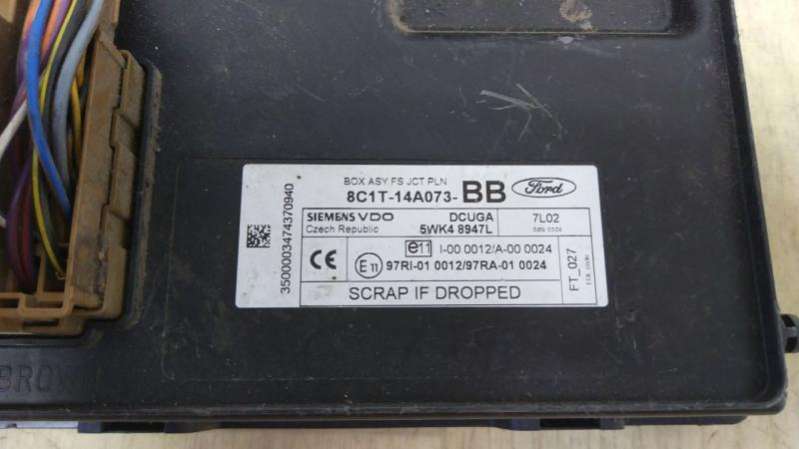 BOX ASY FS JCT PLN
8C1T-14A073-BB
Ford
SIEMENS VDO DCUGA 7L02
Czech Republic 5WK4 8947L
e11 I-00 0012/A-00 0024
CE E11 97RI-01 0012/97RA-01 0024
SCRAP IF DROPPED
FT_027
3500003474370940
BROW